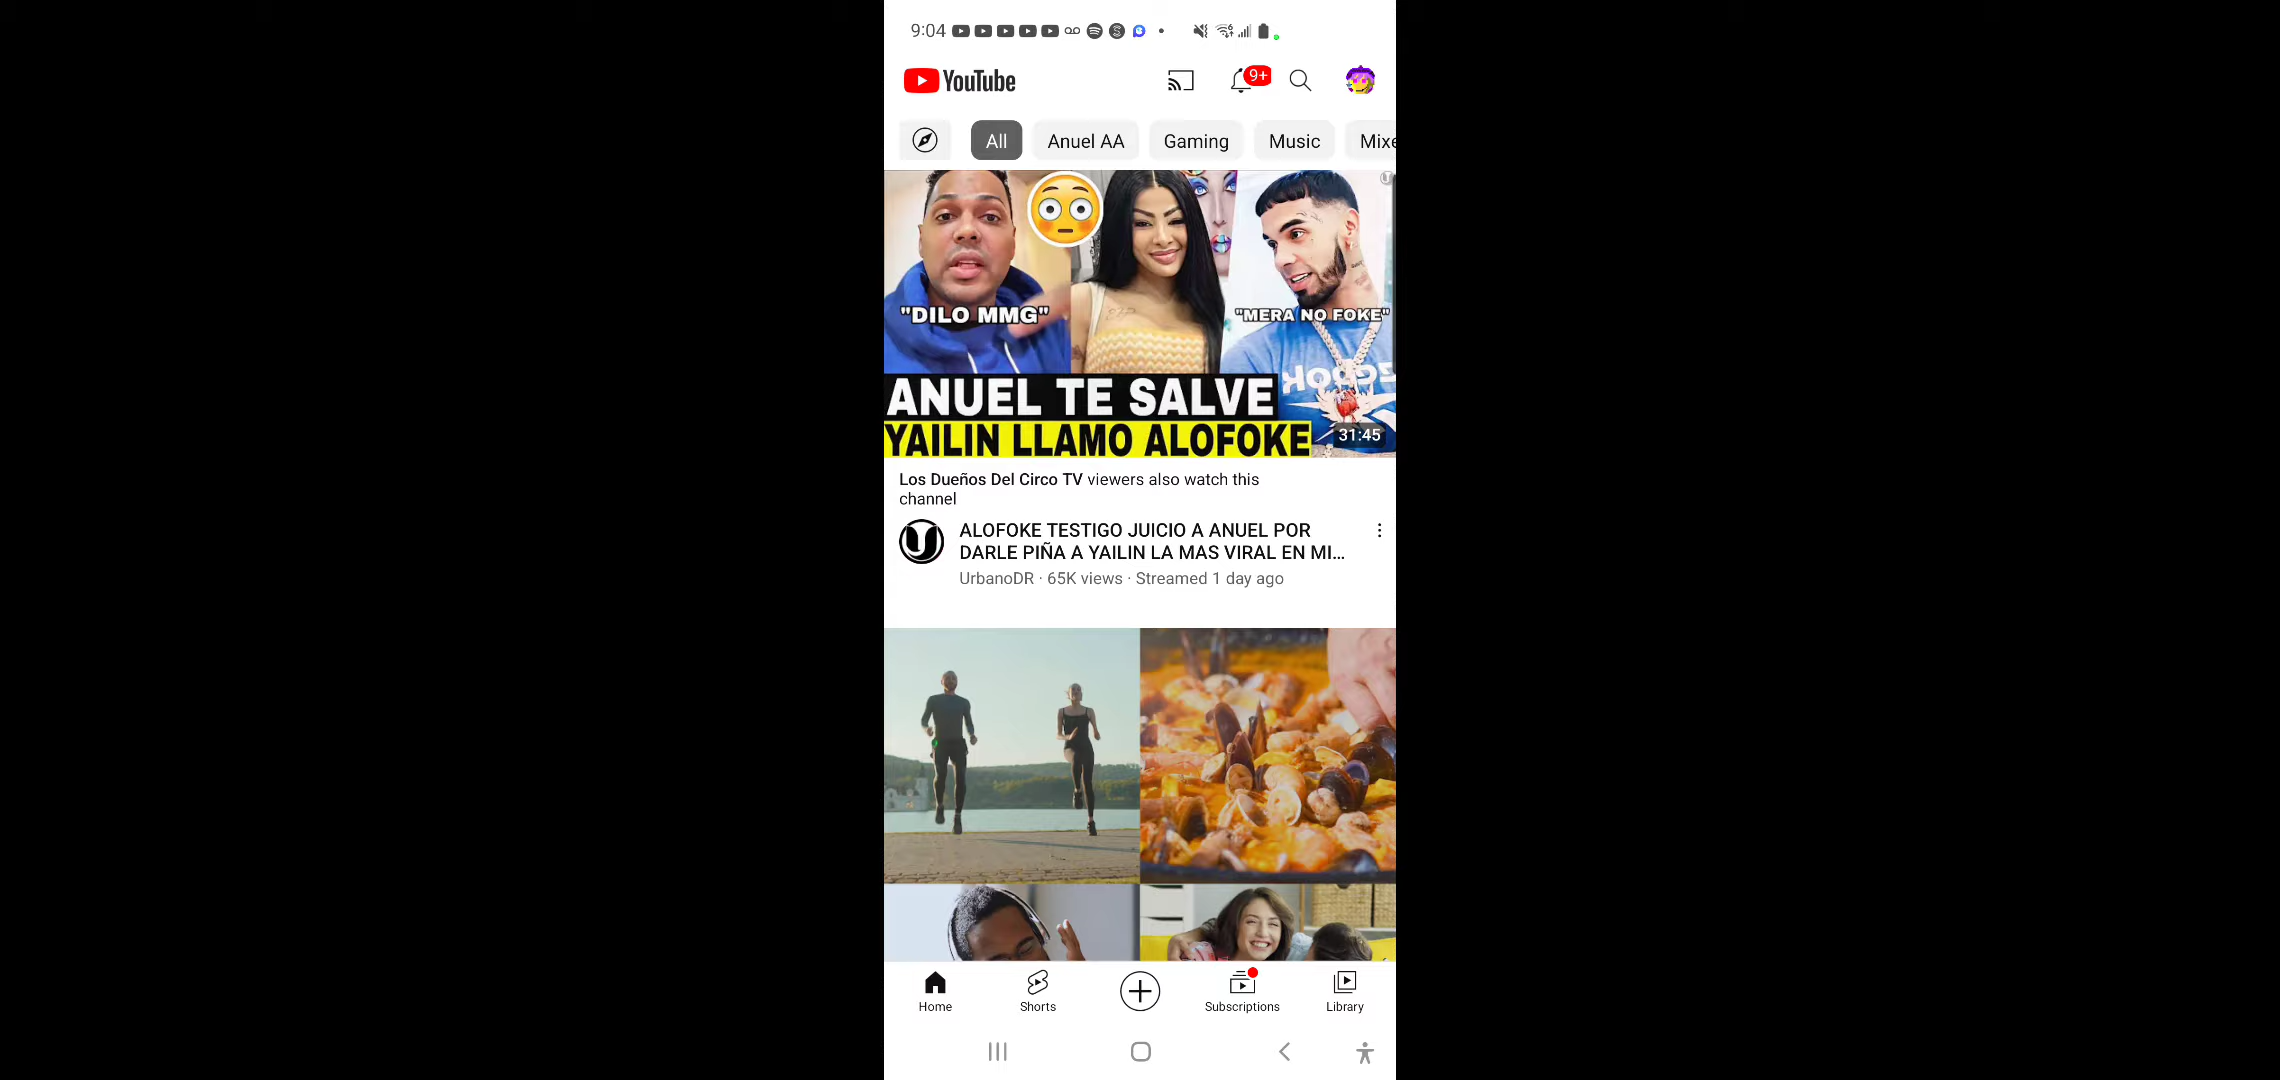 9:04
YouTube
9+
All
Anuel AA
Gaming
Music
Mixe
"DILO MMG"
"MERA NO FOKE"
ANUEL TE SALVE
YAILIN LLAMO ALOFOKE
31:45
Los Dueños Del Circo TV viewers also watch this
channel
ALOFOKE TESTIGO JUICIO A ANUEL POR
DARLE PIÑA A YAILIN LA MAS VIRAL EN MI...
UrbanoDR · 65K views · Streamed 1 day ago
Home
Shorts
Subscriptions
Library